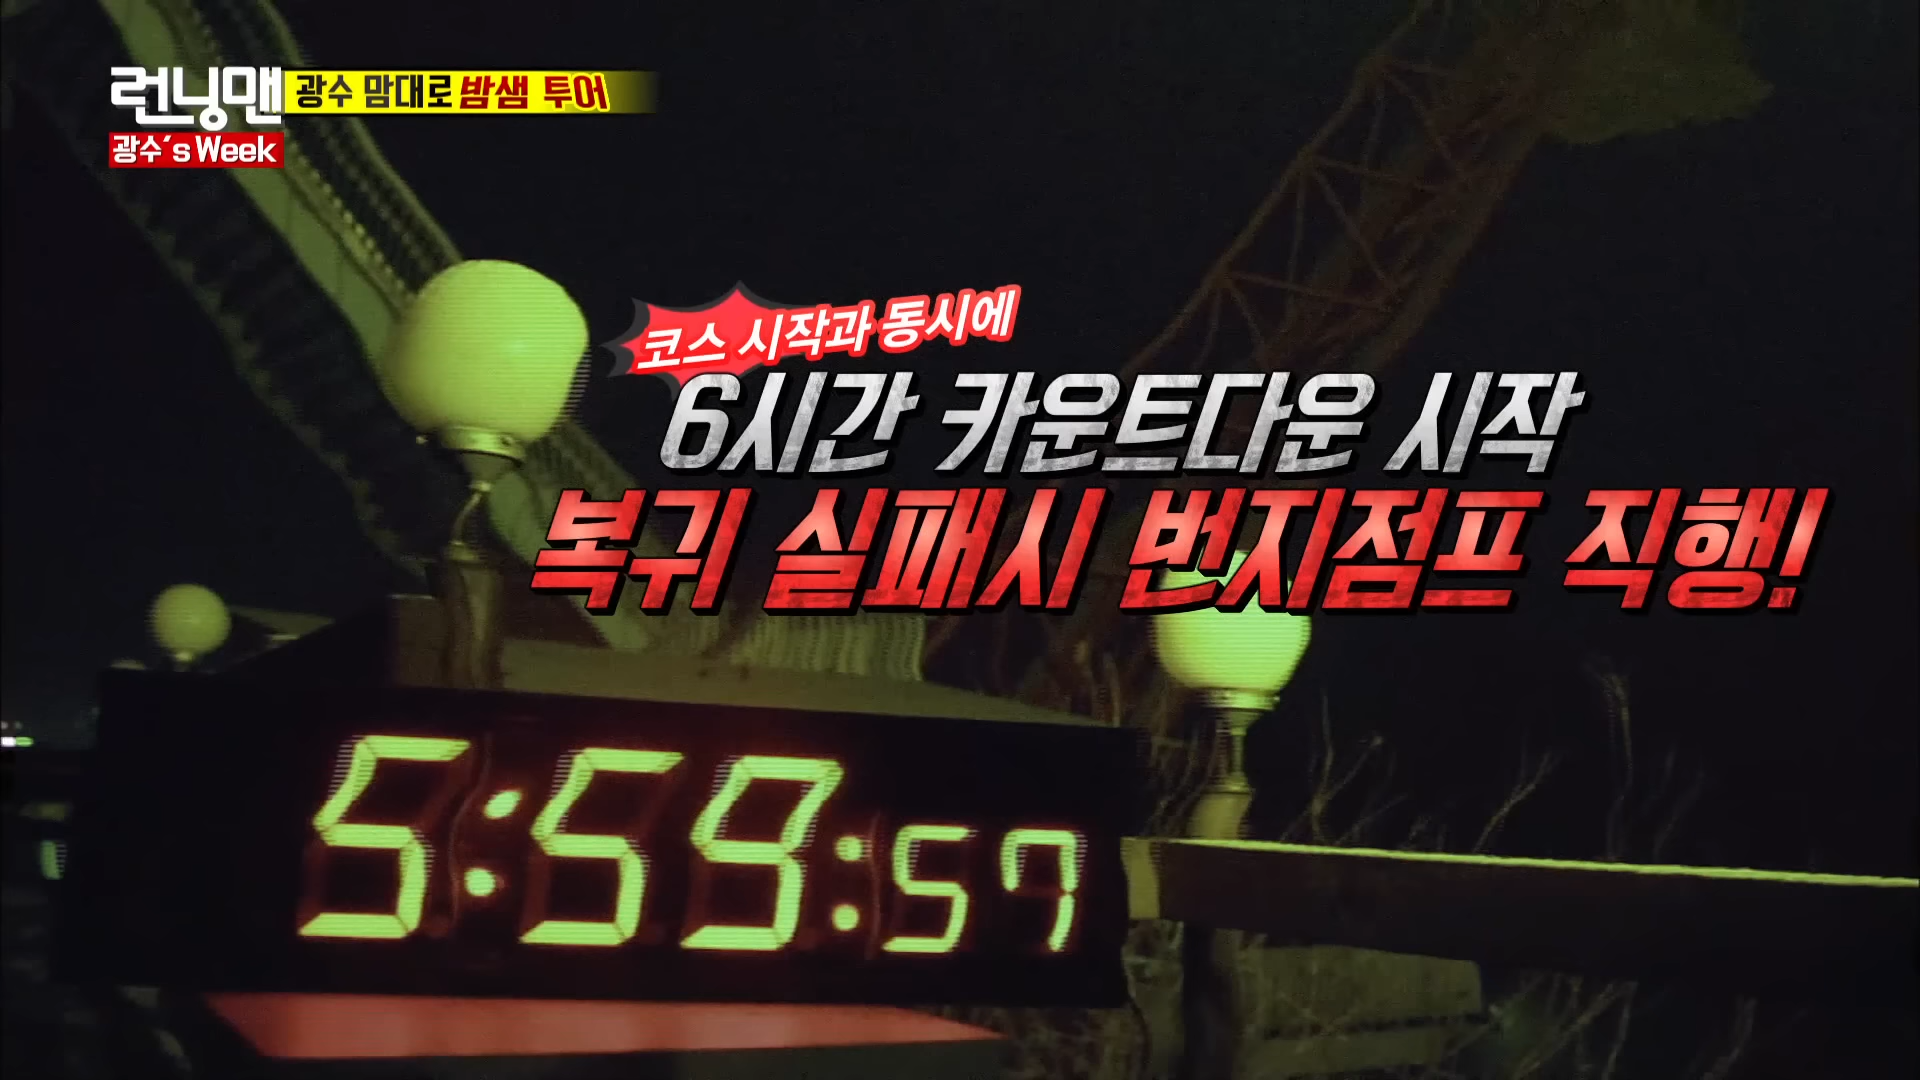 런닝맨 광수 맘대로 밤샘 투어
광수's Week
코스 시작과 동시에
6시간 카운트다운 시작
복귀 실패시 번지점프 직행!
5:59:57